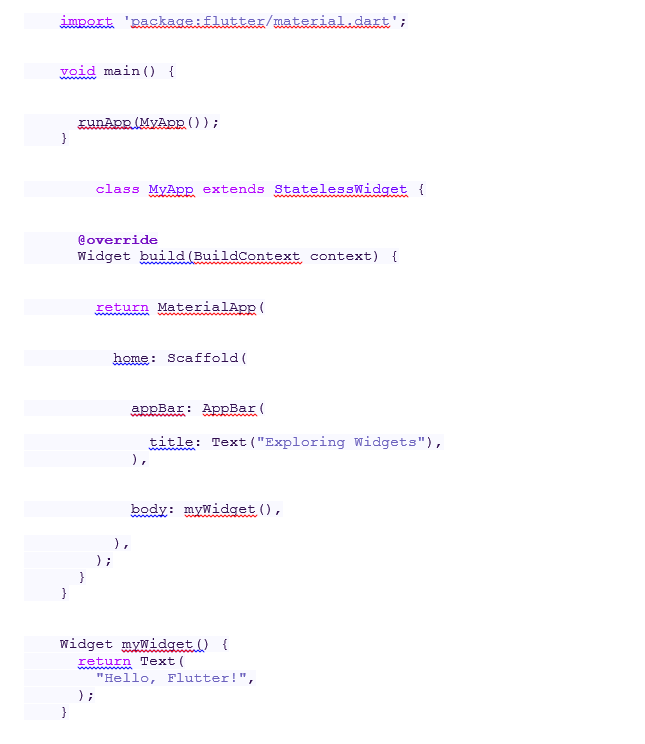 import 'package:flutter/material.dart';
void main() {
runApp(MyApp());
}
class MyApp extends StatelessWidget {
@override
Widget build(BuildContext context) {
return MaterialApp(
home: Scaffold(
appBar: AppBar(
title: Text("Exploring Widgets"),
),
body: myWidget(),
),
);
}
}
Widget myWidget() {
return Text(
"Hello, Flutter!",
);
}